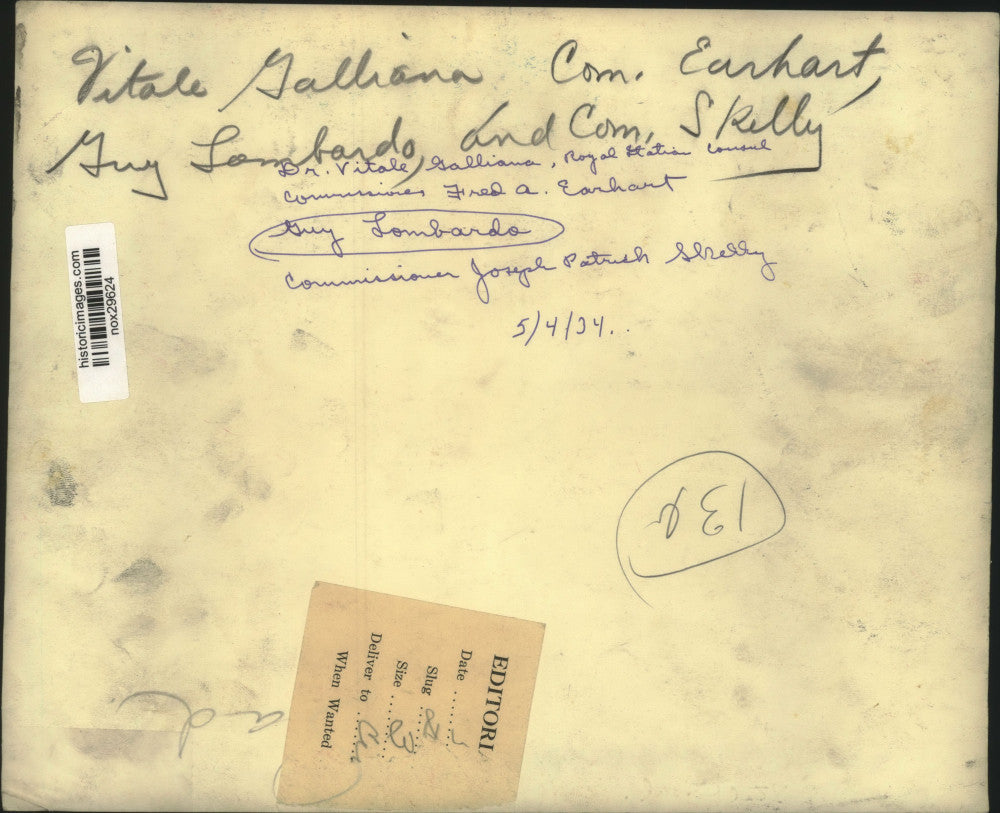 Vitale Galliana Com. Earhart,
Guy Lombardo, and Com. Skelly
Dr. Vitale Galliana, Royal Italian Consul
Commissioner Fred A. Earhart
Guy Lombardo
Commissioner Joseph Patrick Skelly
5/4/34.
historicimages.com
nox29624
13
EDITORI
Date
Slug
Size
Deliver to
When Wanted